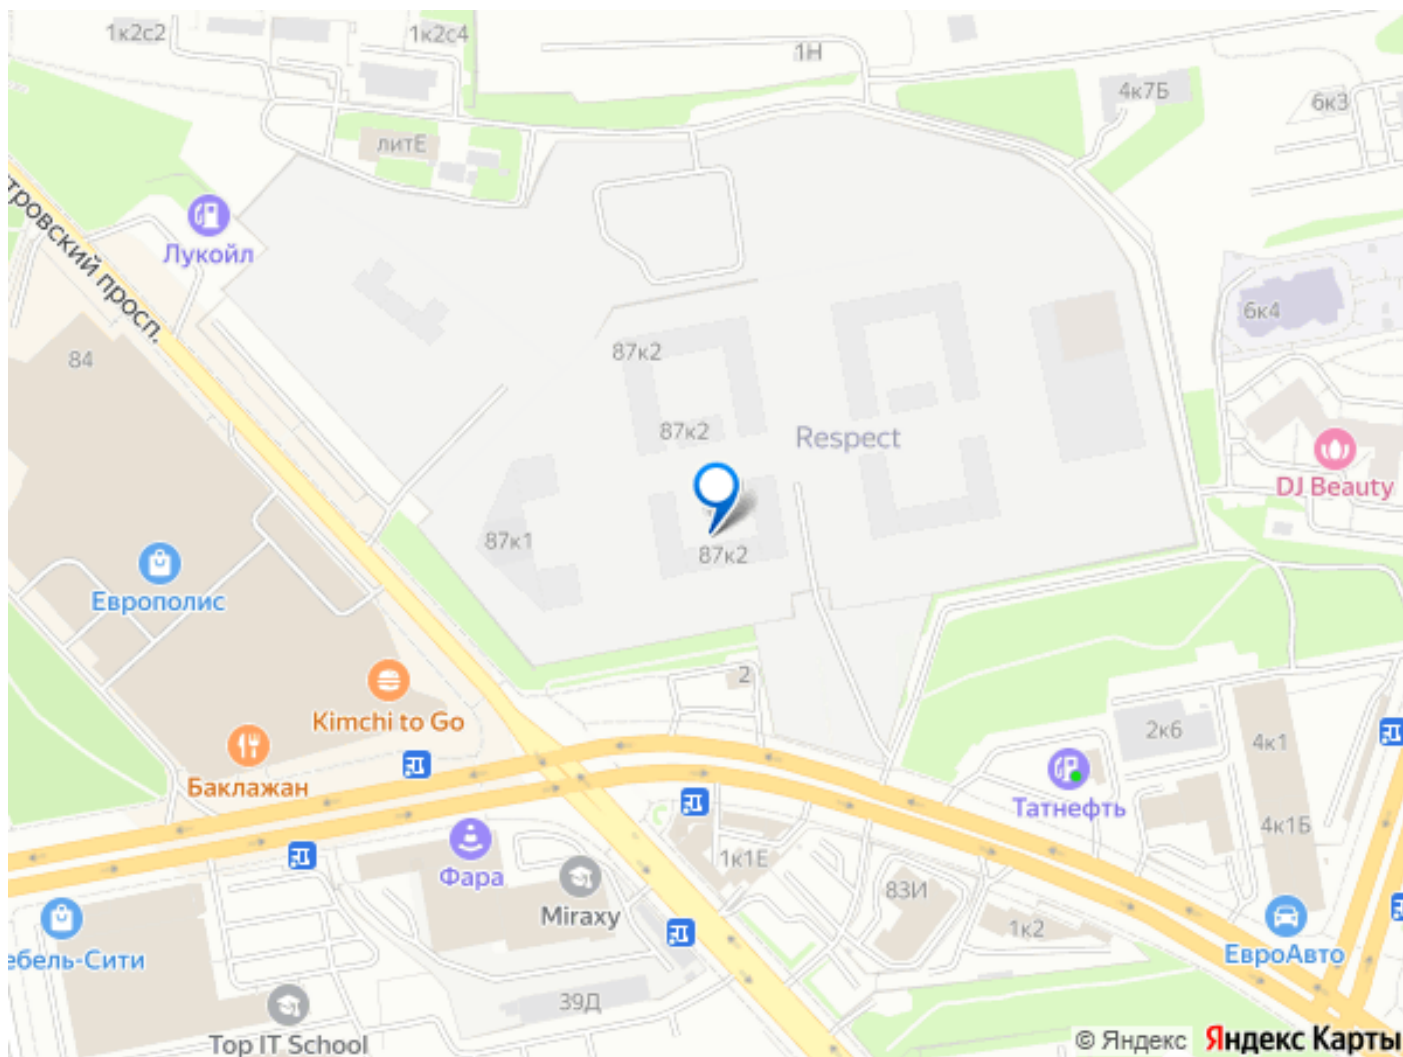 1к2с2
1к2с4
1Н
4к7Б
6к3
литЕ
тровский просп.
Лукойл
6к4
84
87к2
87к2
Respect
DJ Beauty
87к1
87к2
Европолис
2
Kimchi to Go
2к6
4к1
Баклажан
Татнефть
4к1Б
Фара
1к1Е
83И
Miraxy
1к2
ЕвроАвто
ебель-Сити
39Д
Top IT School
© Яндекс Яндекс Карты